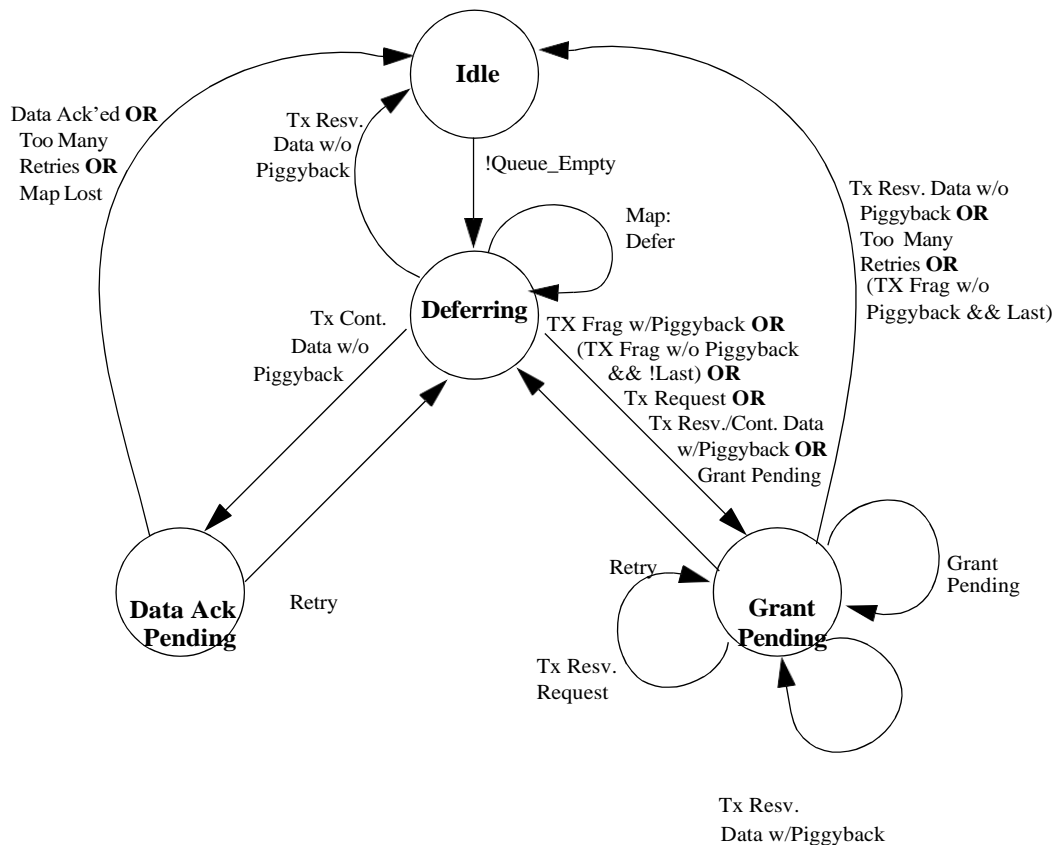 Idle
Data Ack'ed OR
Too Many
Retries OR
Map Lost
Tx Resv.
Data w/o
Piggyback
!Queue_Empty
Tx Resv. Data w/o
Piggyback OR
Too Many
Retries OR
(TX Frag w/o
Piggyback && Last)
Map:
Defer
Deferring
Tx Cont.
Data w/o
Piggyback
TX Frag w/Piggyback OR
(TX Frag w/o Piggyback
&& !Last) OR
Tx Request OR
Tx Resv./Cont. Data
w/Piggyback OR
Grant Pending
Retry
Grant
Pending
Data Ack
Pending
Retry
Grant
Pending
Tx Resv.
Request
Tx Resv.
Data w/Piggyback